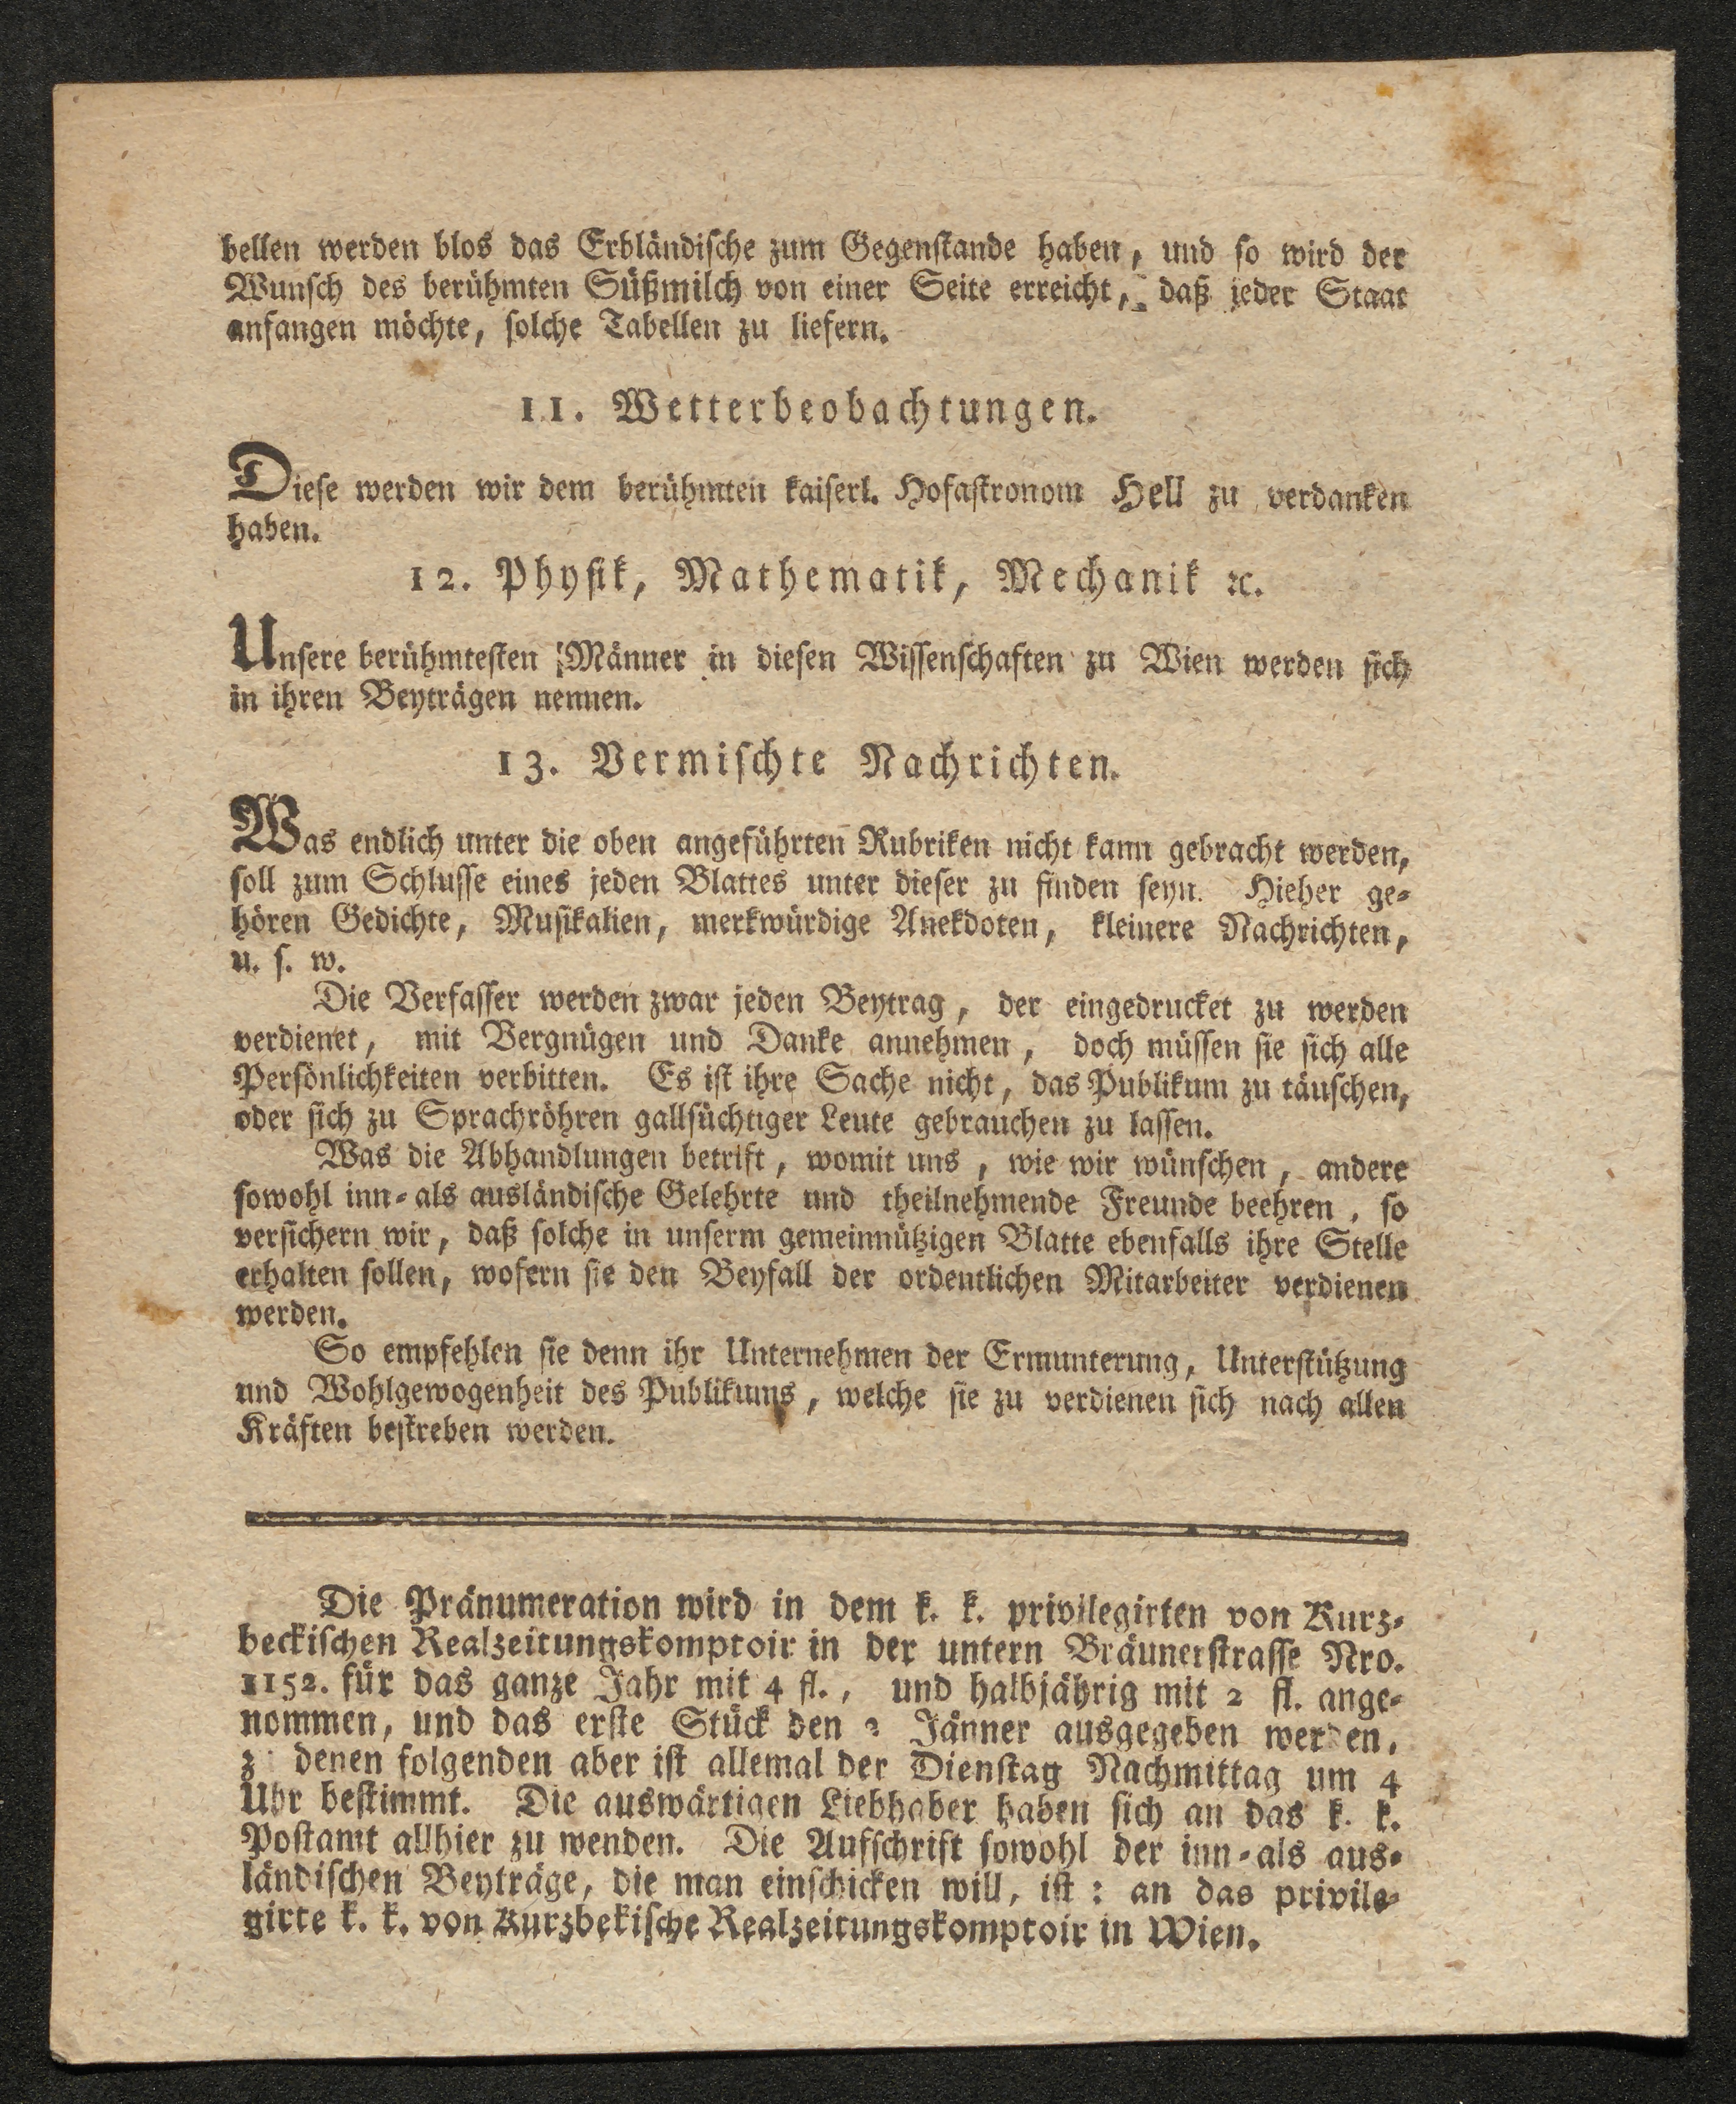 bellen werden blos das Erbländische zum Gegenstande haben, und so wird der
Wunsch des berühmten Süßmilch von einer Seite erreicht, daß jeder Staat
anfangen möchte, solche Tabellen zu liefern.
11. Wetterbeobachtungen.
Diese werden wir dem berühmten kaiserl. Hofastronom Hell zu verdanken
haben.
12. Physik, Mathematik, Mechanik ꝛc.
Unsere berühmtesten Männer in diesen Wissenschaften zu Wien werden sich
in ihren Beyträgen nennen.
13. Vermischte Nachrichten.
Was endlich unter die oben angeführten Rubriken nicht kann gebracht werden,
soll zum Schlusse eines jeden Blattes unter dieser zu finden seyn. Hieher ge-
hören Gedichte, Musikalien, merkwürdige Anekdoten, kleinere Nachrichten,
u. s. w.
Die Verfasser werden zwar jeden Beytrag, der eingedrucket zu werden
verdienet, mit Vergnügen und Danke annehmen, doch müssen sie sich alle
Persönlichkeiten verbitten. Es ist ihre Sache nicht, das Publikum zu täuschen,
oder sich zu Sprachröhren gallsüchtiger Leute gebrauchen zu lassen.
Was die Abhandlungen betrift, womit uns, wie wir wünschen, andere
sowohl inn-als ausländische Gelehrte und theilnehmende Freunde beehren, so
versichern wir, daß solche in unserm gemeinnützigen Blatte ebenfalls ihre Stelle
erhalten sollen, wofern sie den Beyfall der ordentlichen Mitarbeiter verdienen
werden.
So empfehlen sie denn ihr Unternehmen der Ermunterung, Unterstützung
und Wohlgewogenheit des Publikums, welche sie zu verdienen sich nach allen
Kräften bestreben werden.
Die Pränumeration wird in dem k. k. privilegirten von Kurz-
beckischen Realzeitungskomptoir in der untern Bräunerstrasse Nro.
1152. für das ganze Jahr mit 4 fl., und halbjährig mit 2 fl. ange-
nommen, und das erste Stück den Jänner ausgegeben werden,
denen folgenden aber ist allemal der Dienstag Nachmittag um 4
Uhr bestimmt. Die auswärtigen Liebhaber haben sich an das k. k.
Postamt allhier zu wenden. Die Aufschrift sowohl der inn-als aus-
ländischen Beyträge, die man einschicken will, ist: an das privile-
girte k. k. von Kurzbekische Realzeitungskomptoir in Wien.